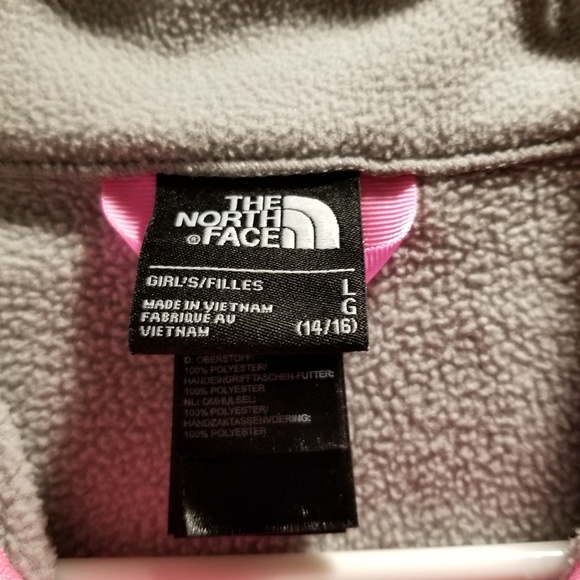 THE
NORTH
FACE
GIRL'S/FILLES L
G
MADE IN VIETNAM
FABRIQUÉ AU
VIETNAM (14/16)
D: OBERSTOFF:
100% POLYESTER/
HANDEINGRIFFTASCHEN-FUTTER:
100% POLYESTER
NL: OMHULSEL:
100% POLYESTER/
HANDZAKTASSENVOERING:
100% POLYESTER